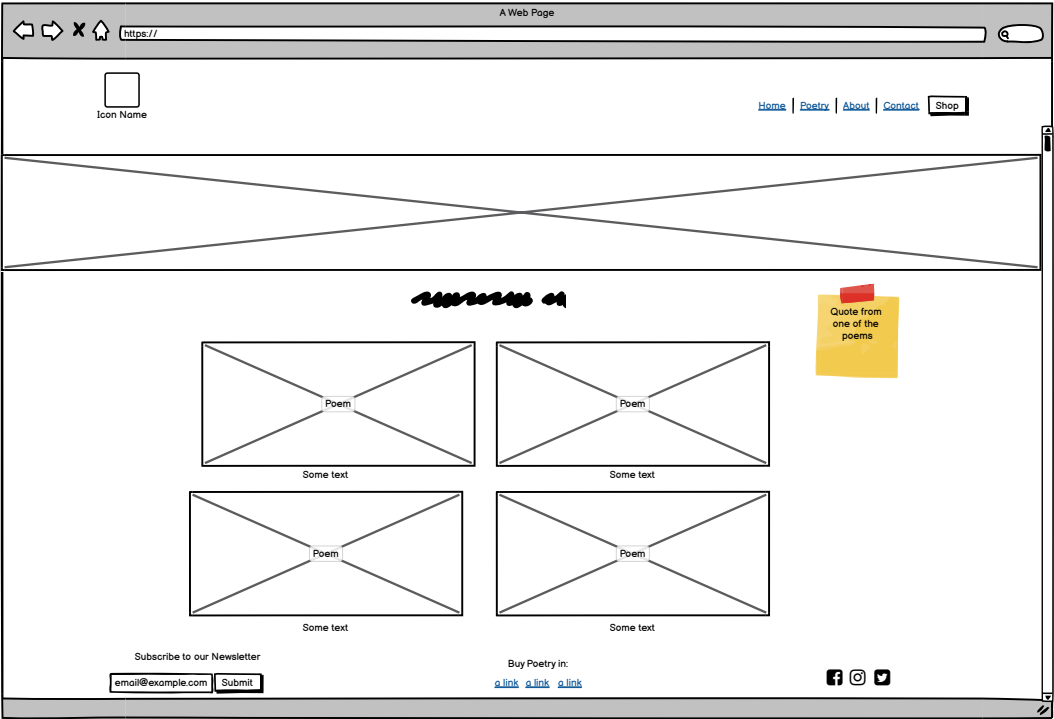 A Web Page
https://
Icon Name
Home Poetry About Contact Shop
Quote from
one of the
poems
Poem Poem
Some text Some text
Poem Poem
Some text Some text
Subscribe to our Newsletter
email@example.com Submit
Buy Poetry in:
a link a link a link